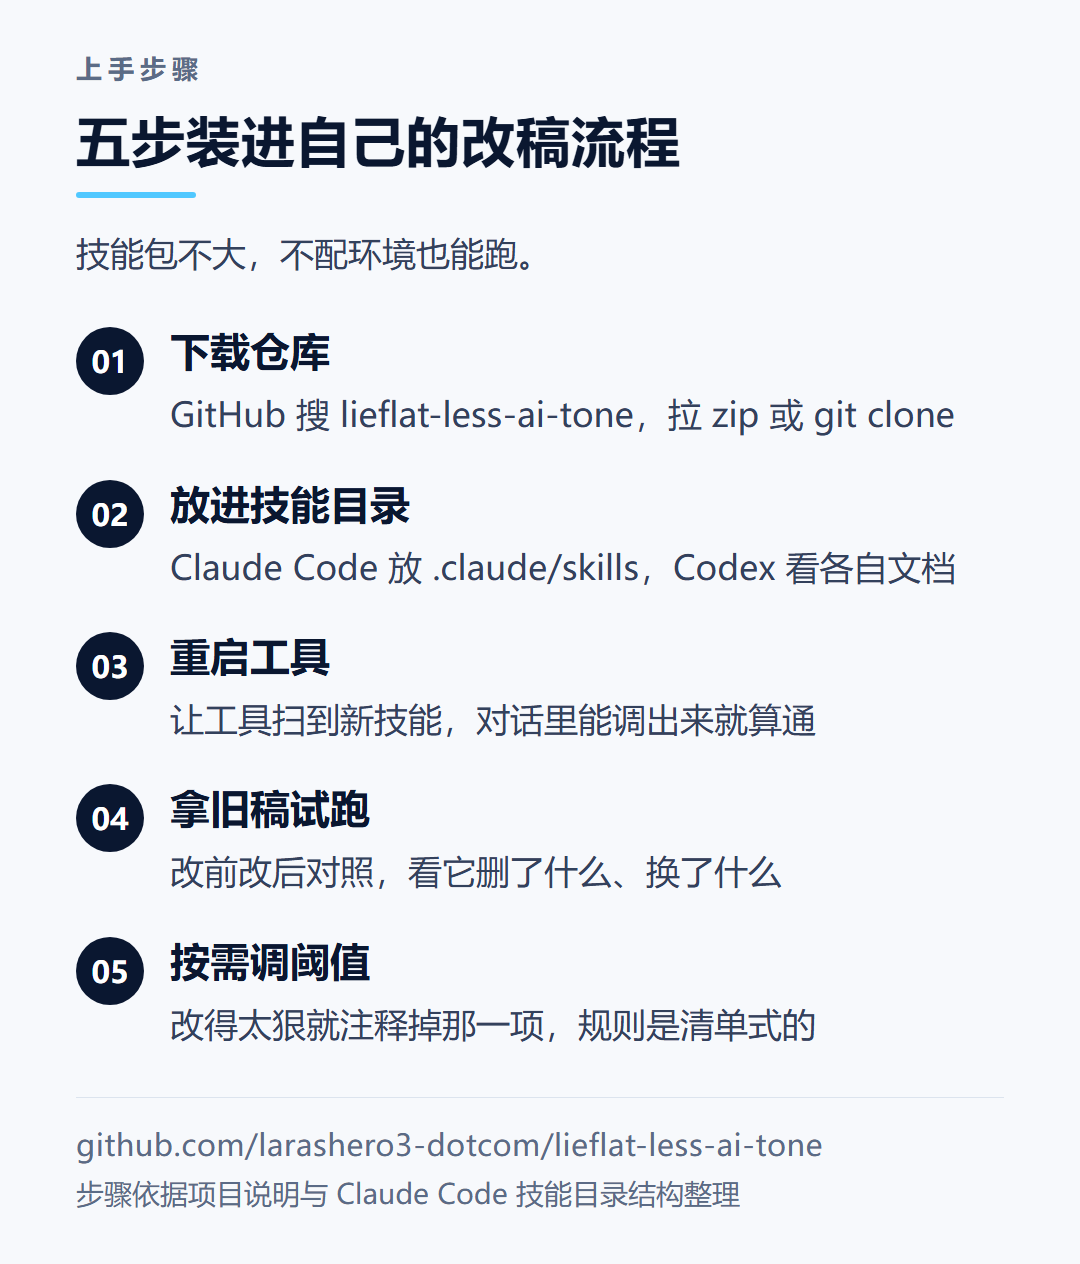 上手步骤
五步装进自己的改稿流程
技能包不大，不配环境也能跑。
01 下载仓库
GitHub 搜 lieflat-less-ai-tone，拉 zip 或 git clone
02 放进技能目录
Claude Code 放 .claude/skills，Codex 看各自文档
03 重启工具
让工具扫到新技能，对话里能调出来就算通
04 拿旧稿试跑
改前改后对照，看它删了什么、换了什么
05 按需调阈值
改得太狠就注释掉那一项，规则是清单式的
github.com/larashero3-dotcom/lieflat-less-ai-tone
步骤依据项目说明与 Claude Code 技能目录结构整理